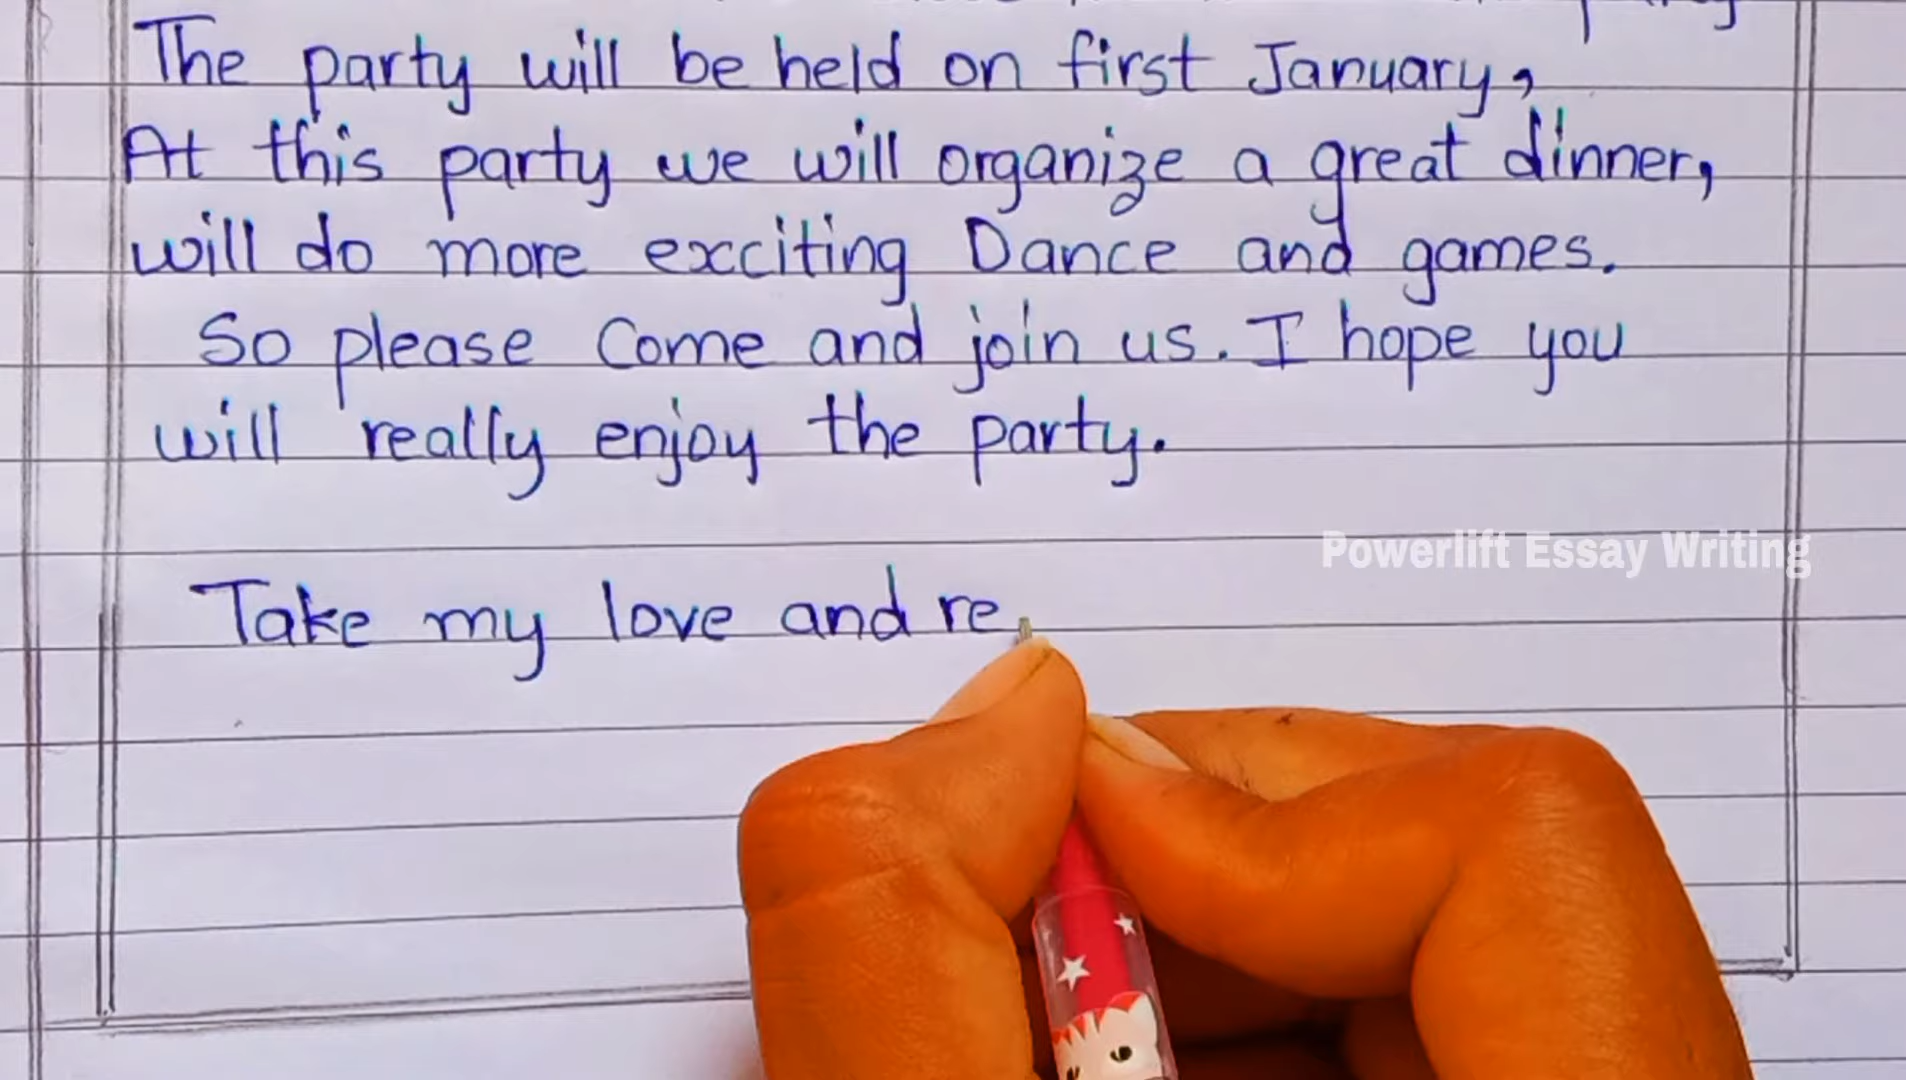 The party will be held on first January,
At this party we will organize a great dinner,
will do more exciting Dance and games.
So please Come and join us. I hope you
will really enjoy the party.
Powerlift Essay Writing
Take my love and re